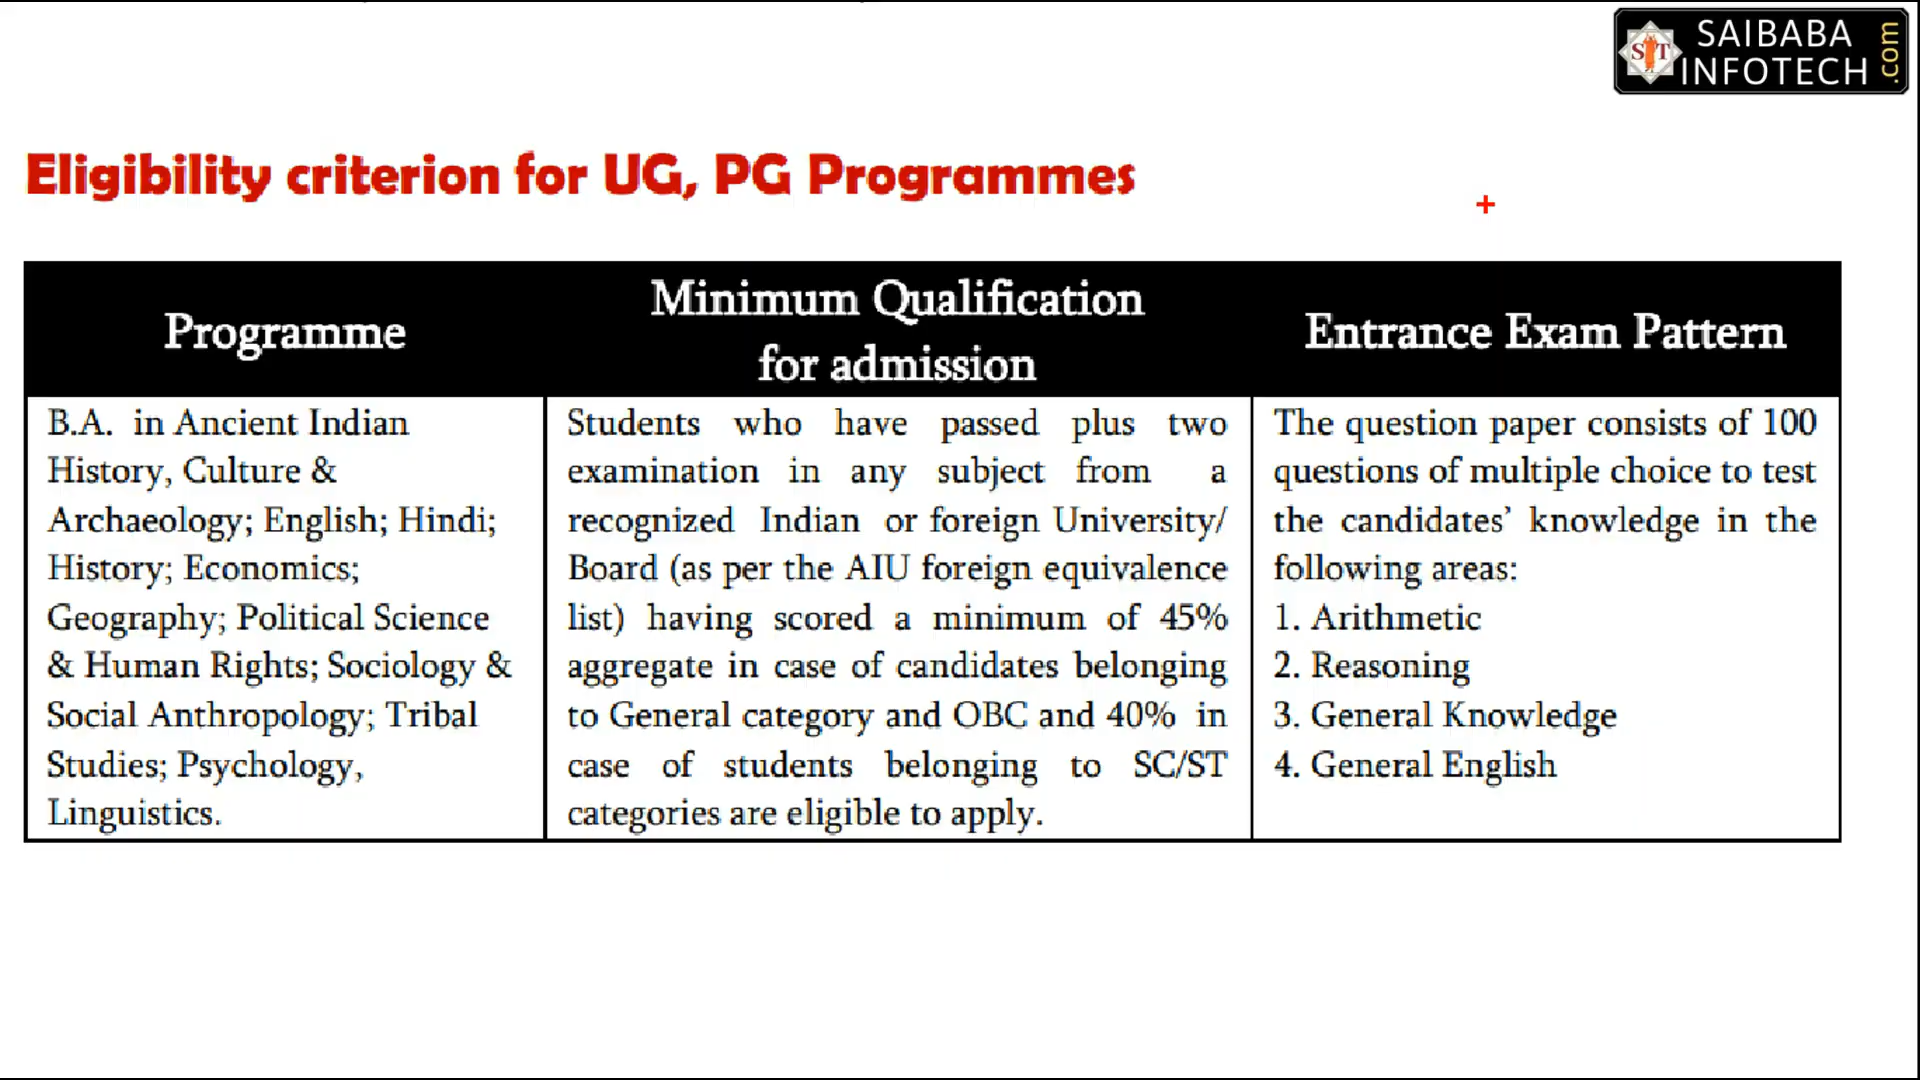 SAIBABA
INFOTECH
.com
SIT
Eligibility criterion for UG, PG Programmes
+
Programme
Minimum Qualification
for admission
Entrance Exam Pattern
B.A. in Ancient Indian
History, Culture &
Archaeology; English; Hindi;
History; Economics;
Geography; Political Science
& Human Rights; Sociology &
Social Anthropology; Tribal
Studies; Psychology,
Linguistics.
Students who have passed plus two
examination in any subject from a
recognized Indian or foreign University/
Board (as per the AIU foreign equivalence
list) having scored a minimum of 45%
aggregate in case of candidates belonging
to General category and OBC and 40% in
case of students belonging to SC/ST
categories are eligible to apply.
The question paper consists of 100
questions of multiple choice to test
the candidates’ knowledge in the
following areas:
1. Arithmetic
2. Reasoning
3. General Knowledge
4. General English